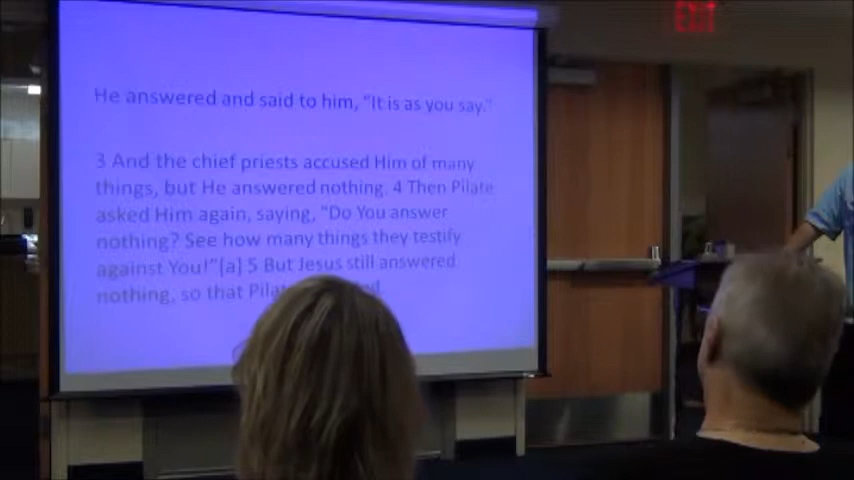 EXIT
He answered and said to him, “It is as you say.”
3 And the chief priests accused Him of many
things, but He answered nothing. 4 Then Pilate
asked Him again, saying, “Do You answer
nothing? See how many things they testify
against You!”[a] 5 But Jesus still answered
nothing, so that